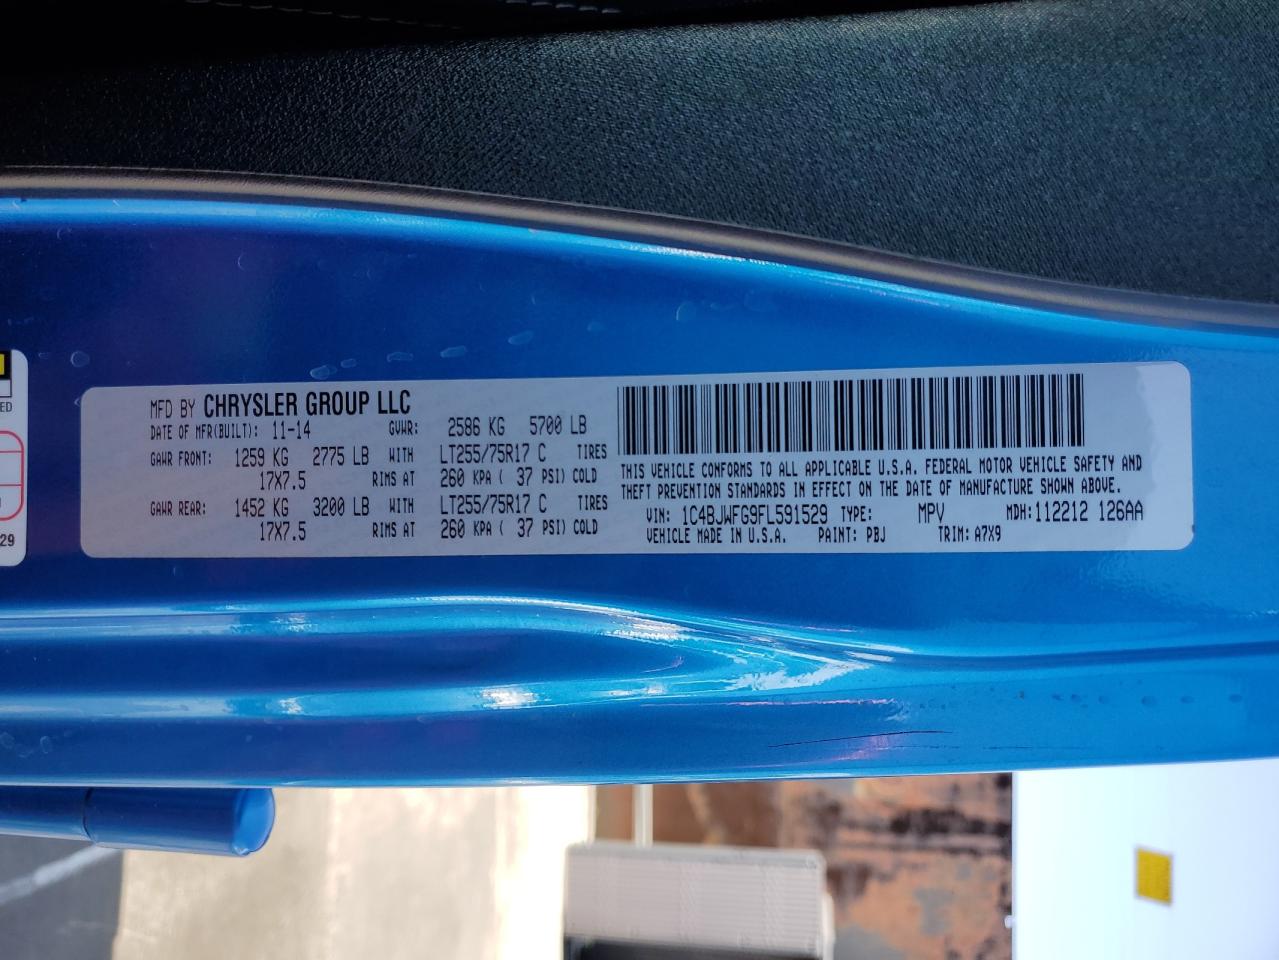 MFD BY CHRYSLER GROUP LLC
DATE OF MFR(BUILT): 11-14 GVWR: 2586 KG 5700 LB
GAWR FRONT: 1259 KG 2775 LB WITH LT255/75R17 C TIRES
17X7.5 RIMS AT 260 KPA ( 37 PSI) COLD
GAWR REAR: 1452 KG 3200 LB WITH LT255/75R17 C TIRES
17X7.5 RIMS AT 260 KPA ( 37 PSI) COLD
THIS VEHICLE CONFORMS TO ALL APPLICABLE U.S.A. FEDERAL MOTOR VEHICLE SAFETY AND
THEFT PREVENTION STANDARDS IN EFFECT ON THE DATE OF MANUFACTURE SHOWN ABOVE.
VIN: 1C4BJWFG9FL591529 TYPE: MPV MDH: 112212 126AA
VEHICLE MADE IN U.S.A. PAINT: PBJ TRIM: A7X9
ED
29